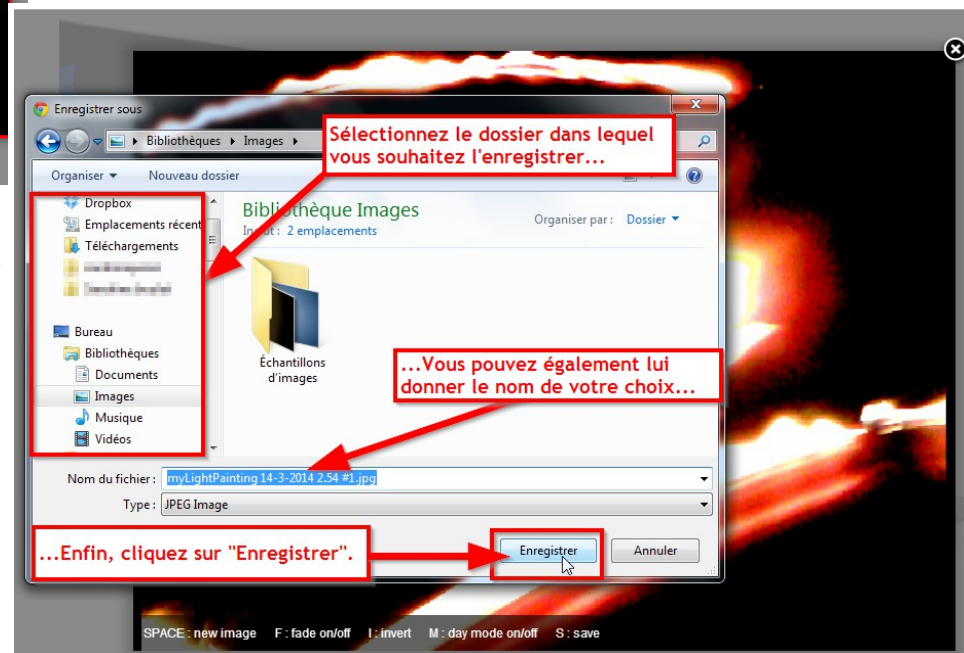 Enregistrer sous
Bibliothèques
Images
Sélectionnez le dossier dans lequel
vous souhaitez l'enregistrer...
Organiser
Nouveau dossier
Dropbox
Emplacements récent
Téléchargements
Bureau
Bibliothèques
Documents
Images
Musique
Vidéos
Bibliothèque Images
2 emplacements
Organiser par :
Dossier
Échantillons
d'images
...Vous pouvez également lui
donner le nom de votre choix...
Nom du fichier :
myLightPainting 14-3-2014 2.54 #1.jpg
Type :
JPEG Image
...Enfin, cliquez sur "Enregistrer".
Enregistrer
Annuler
SPACE : new image F : fade on/off I : invert M : day mode on/off S : save